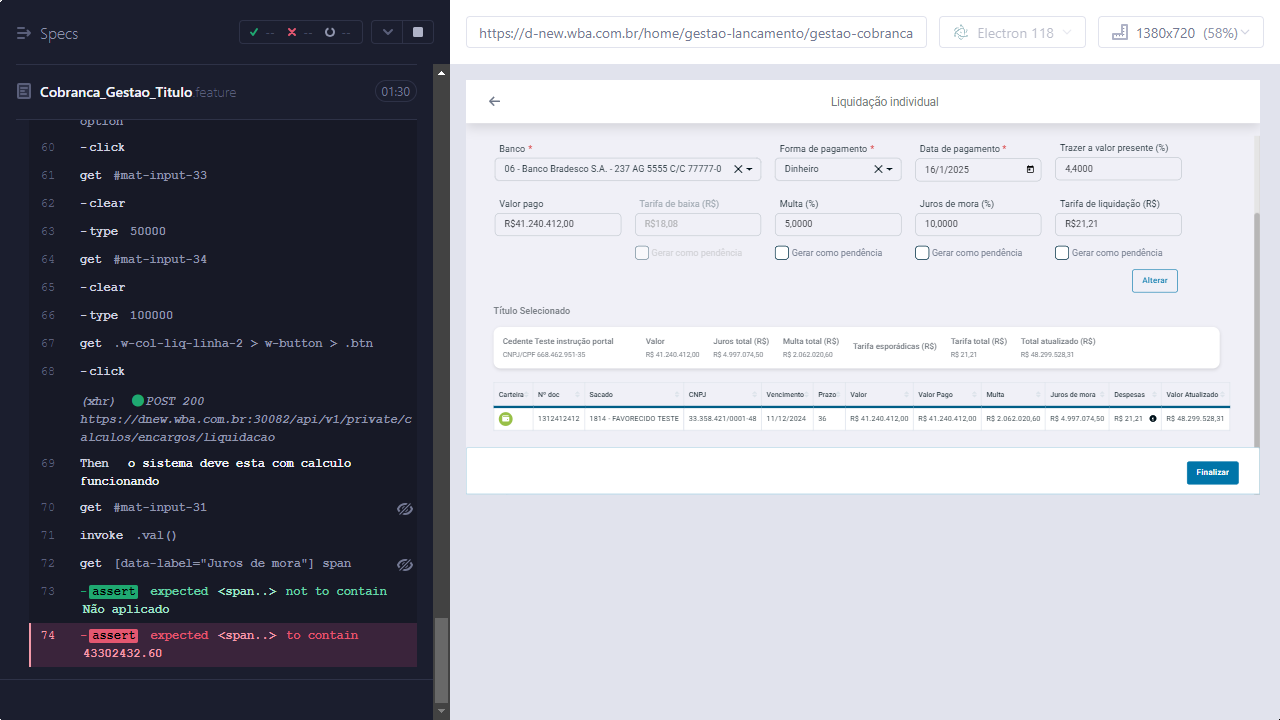 Specs
--
--
--
https://d-new.wba.com.br/home/gestao-lancamento/gestao-cobranca
Electron 118
1380x720 (58%)
Cobranca_Gestao_Titulo feature
01:30
option
60 -click
61 get #mat-input-33
62 -clear
63 -type 50000
64 get #mat-input-34
65 -clear
66 -type 100000
67 get .w-col-liq-linha-2 > w-button > .btn
68 -click
(xhr) POST 200
https://dnew.wba.com.br:30082/api/v1/private/c
alculos/encargos/liquidacao
69 Then o sistema deve esta com calculo
funcionando
70 get #mat-input-31
71 invoke .val()
72 get [data-label="Juros de mora"] span
73 -assert expected <span..> not to contain
Não aplicado
74 -assert expected <span..> to contain
43302432.60
Liquidação individual
Banco * Forma de pagamento * Data de pagamento * Trazer a valor presente (%)
06 - Banco Bradesco S.A. - 237 AG 5555 C/C 77777-0 Dinheiro 16/1/2025 4,4000
Valor pago Tarifa de baixa (R$) Multa (%) Juros de mora (%) Tarifa de liquidação (R$)
R$41.240.412,00 R$18,08 5,0000 10,0000 R$21,21
Gerar como pendência Gerar como pendência Gerar como pendência Gerar como pendência
Alterar
Título Selecionado
Cedente Teste instrução portal Valor Juros total (R$) Multa total (R$) Tarifa esporádicas (R$) Tarifa total (R$) Total atualizado (R$)
CNPJ/CPF 668.462.951-35 R$ 41.240.412,00 R$ 4.997.074,50 R$ 2.062.020,60 R$ 21,21 R$ 48.299.528,31
Carteira Nº doc Sacado CNPJ Vencimento Prazo Valor Valor Pago Multa Juros de mora Despesas Valor Atualizado
1312412412 1814 - FAVORECIDO TESTE 33.358.421/0001-48 11/12/2024 36 R$ 41.240.412,00 R$ 41.240.412,00 R$ 2.062.020,60 R$ 4.997.074,50 R$ 21,21 R$ 48.299.528,31
Finalizar